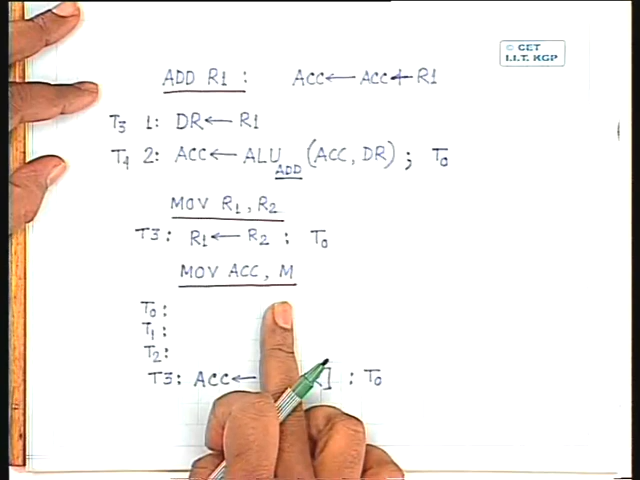 © CET
I.I.T. KGP
ADD R1 : ACC ← ACC + R1
T3 1: DR ← R1
T4 2: ACC ← ALU ADD (ACC, DR) ; T0
MOV R1, R2
T3: R1 ← R2 : T0
MOV ACC, M
T0:
T1:
T2:
T3: ACC ← ] : T0